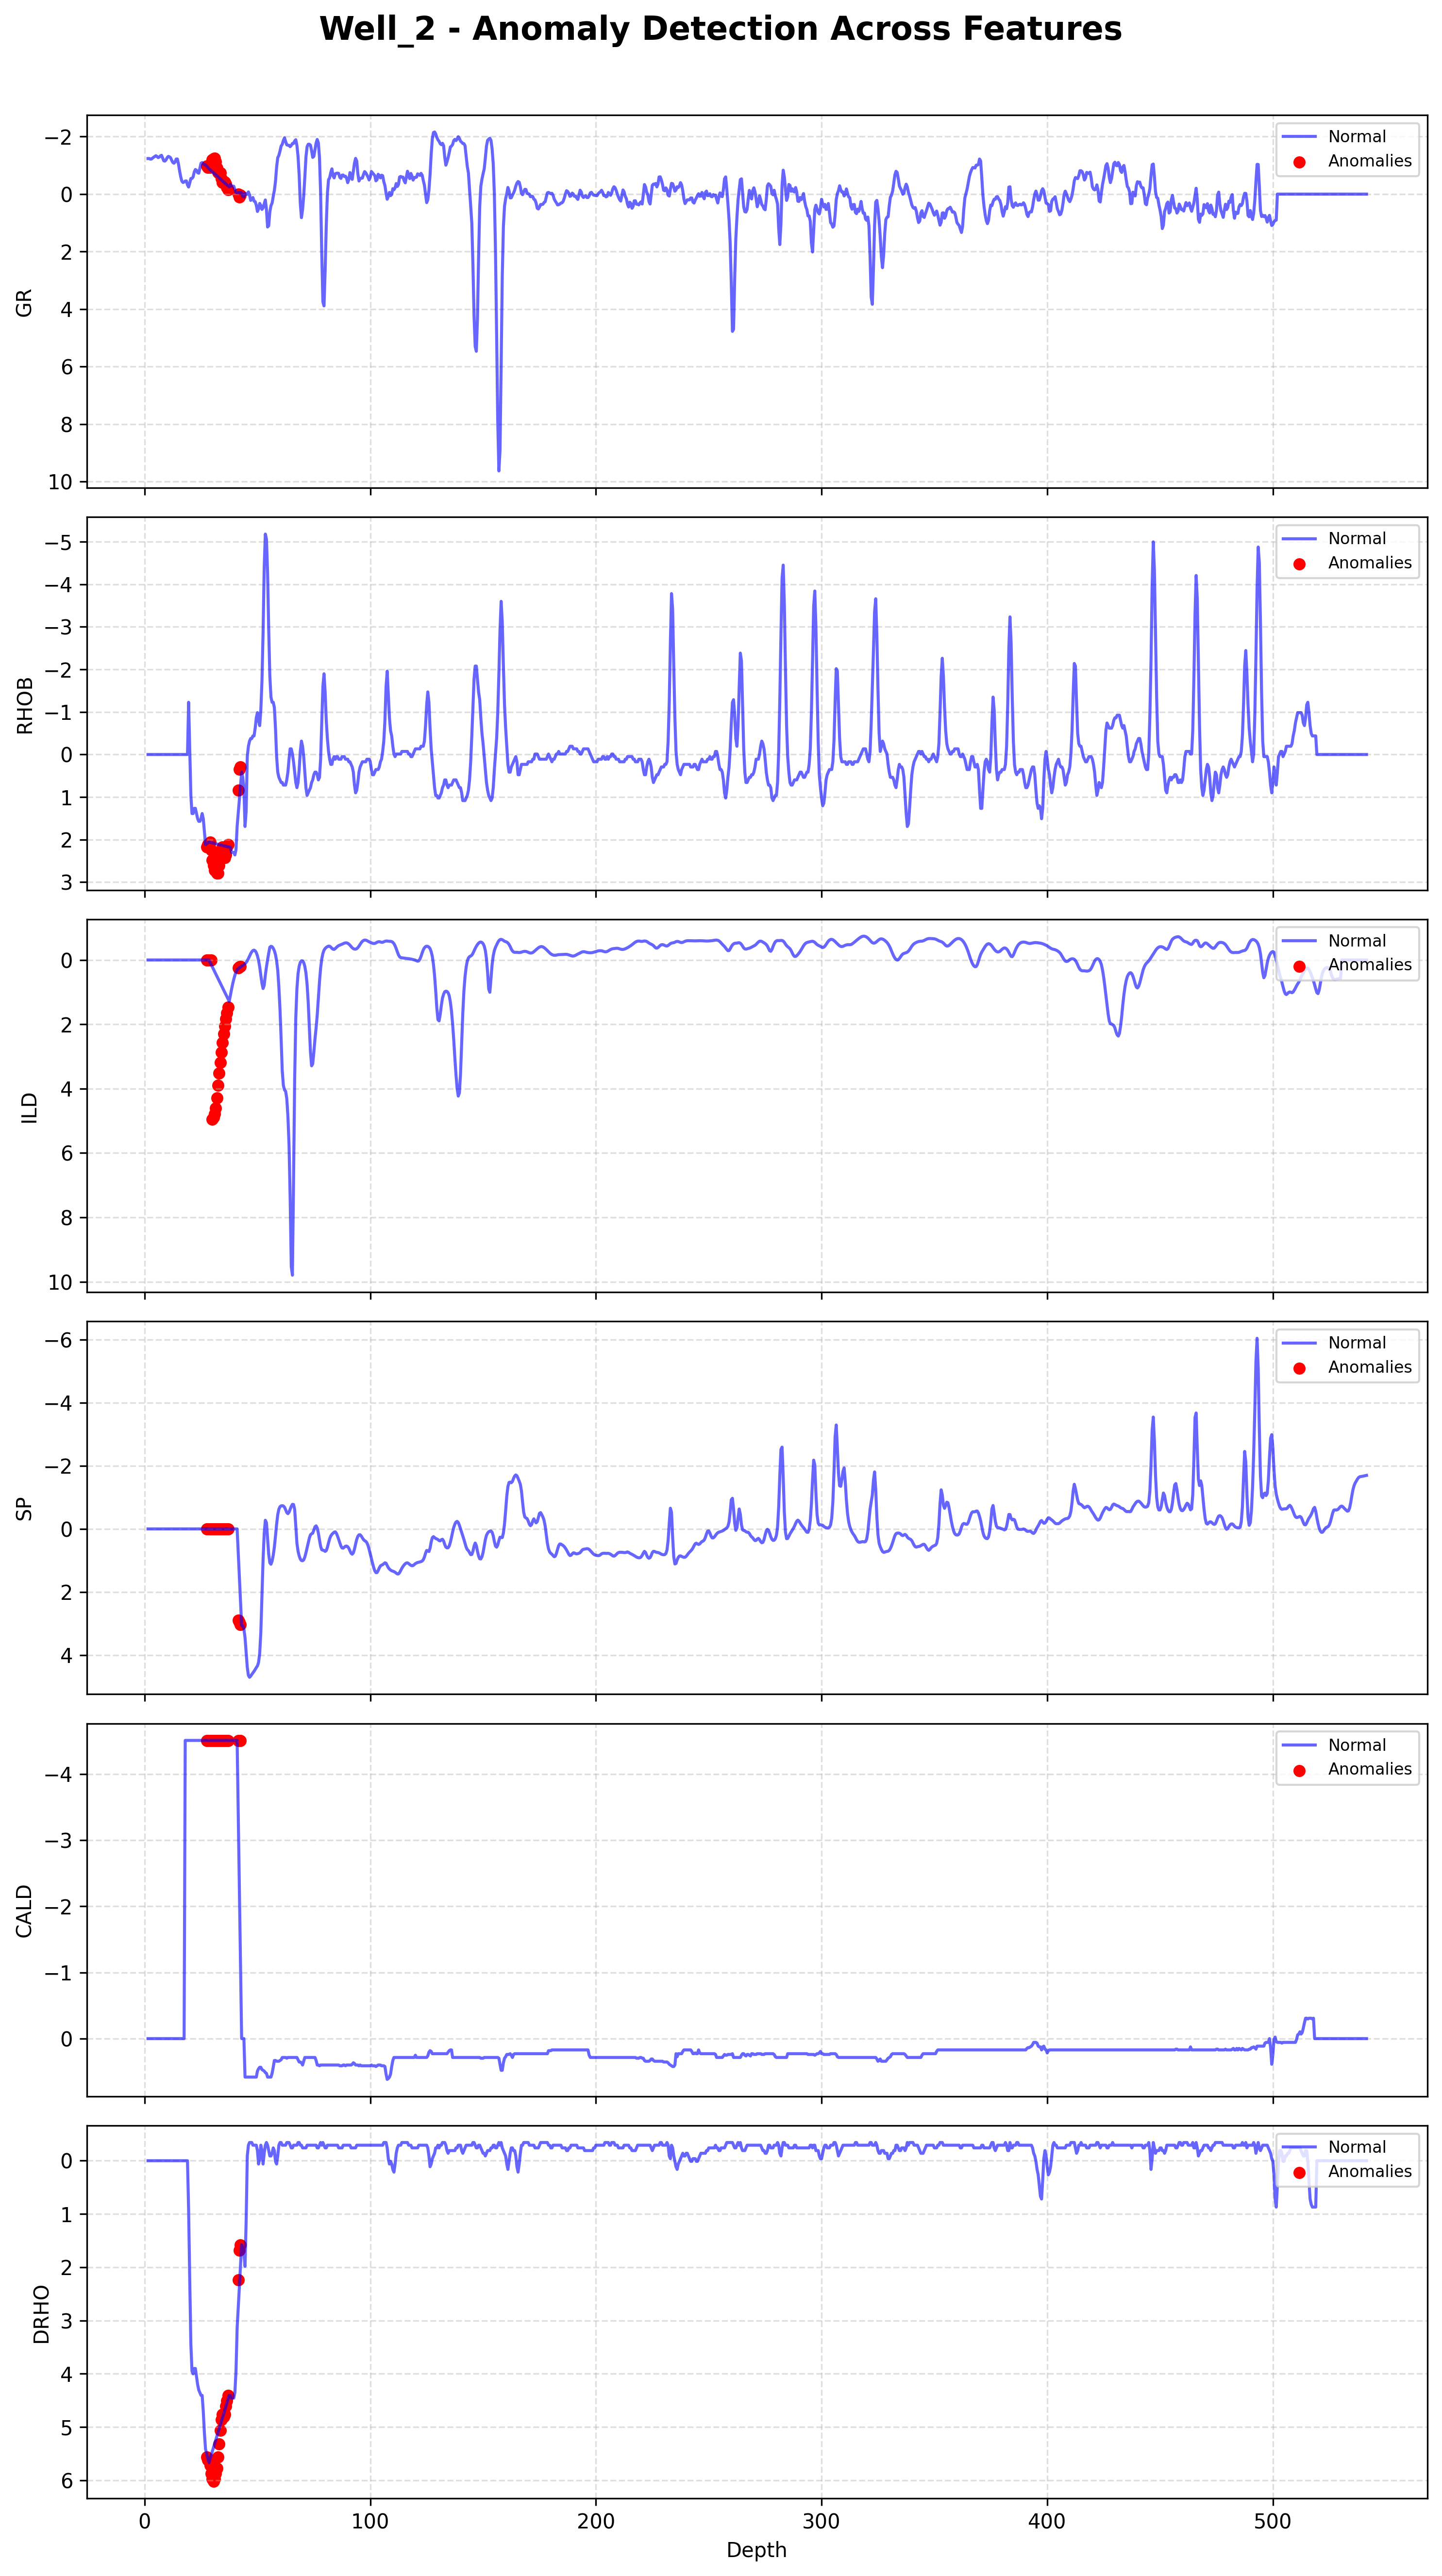 Well_2 - Anomaly Detection Across Features
−2
0
2
4
6
8
10
GR
Normal
Anomalies
−5
−4
−3
−2
−1
0
1
2
3
RHOB
Normal
Anomalies
0
2
4
6
8
10
ILD
Normal
Anomalies
−6
−4
−2
0
2
4
SP
Normal
Anomalies
−4
−3
−2
−1
0
CALD
Normal
Anomalies
0
1
2
3
4
5
6
DRHO
Normal
Anomalies
0 100 200 300 400 500
Depth